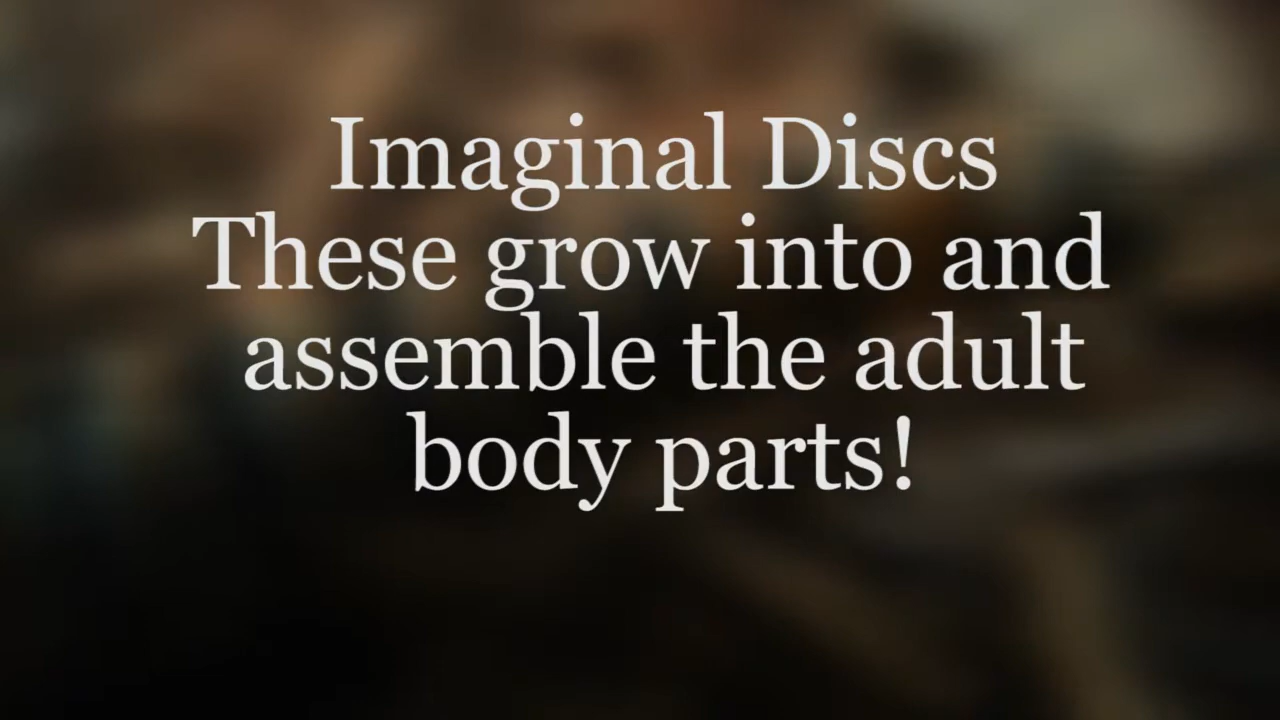 Imaginal Discs
These grow into and
assemble the adult
body parts!